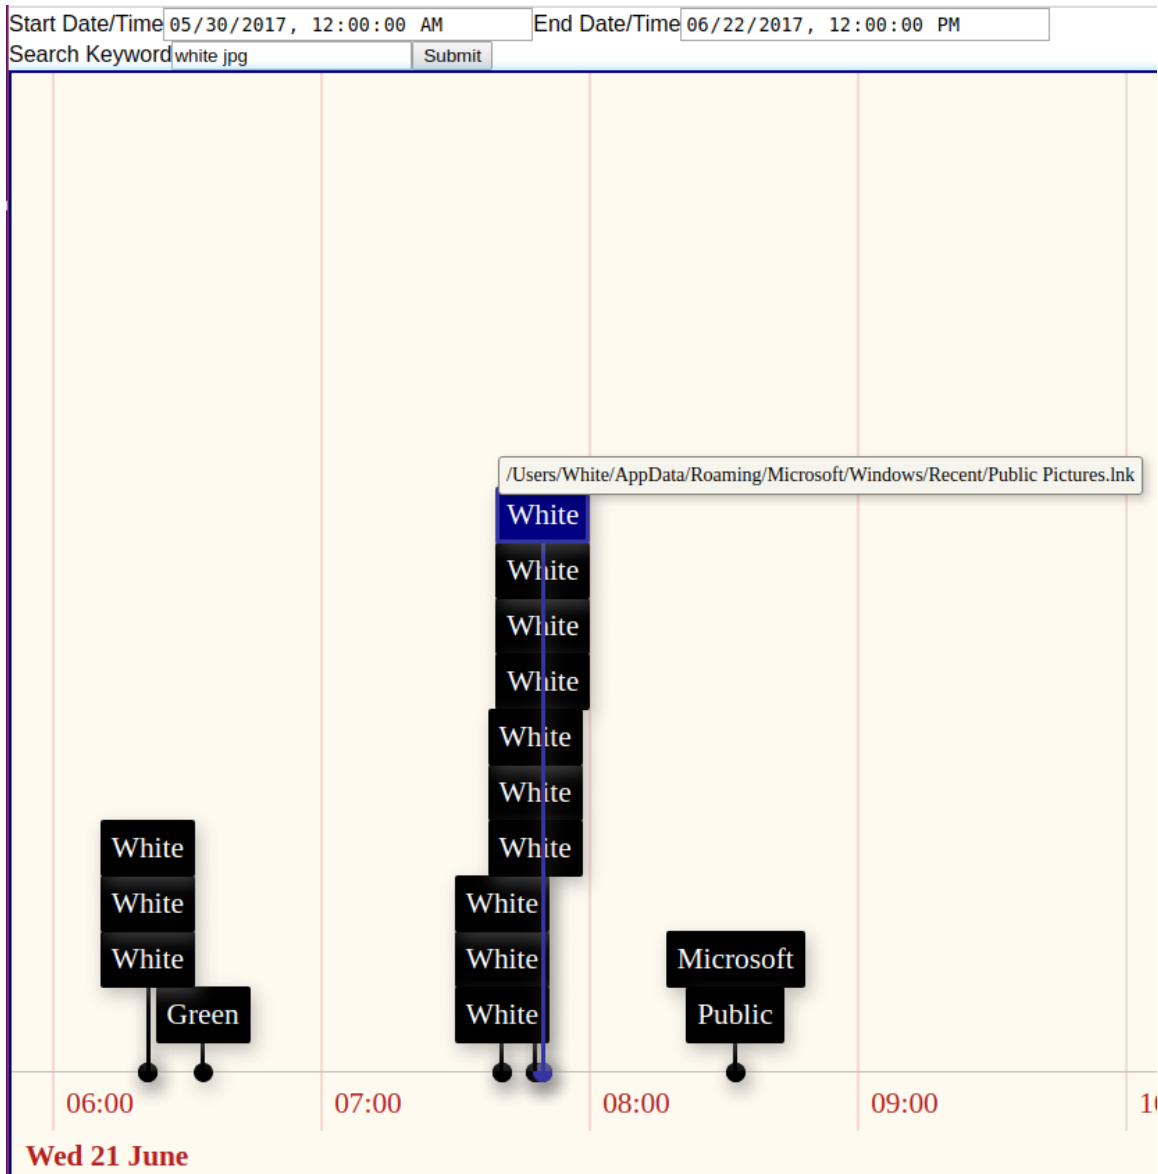 Start Date/Time 05/30/2017, 12:00:00 AM End Date/Time 06/22/2017, 12:00:00 PM
Search Keyword white jpg Submit
/Users/White/AppData/Roaming/Microsoft/Windows/Recent/Public Pictures.lnk
White
White
White
White
White
White
White White
White White
White White Microsoft
Green White Public
06:00 07:00 08:00 09:00 10
Wed 21 June